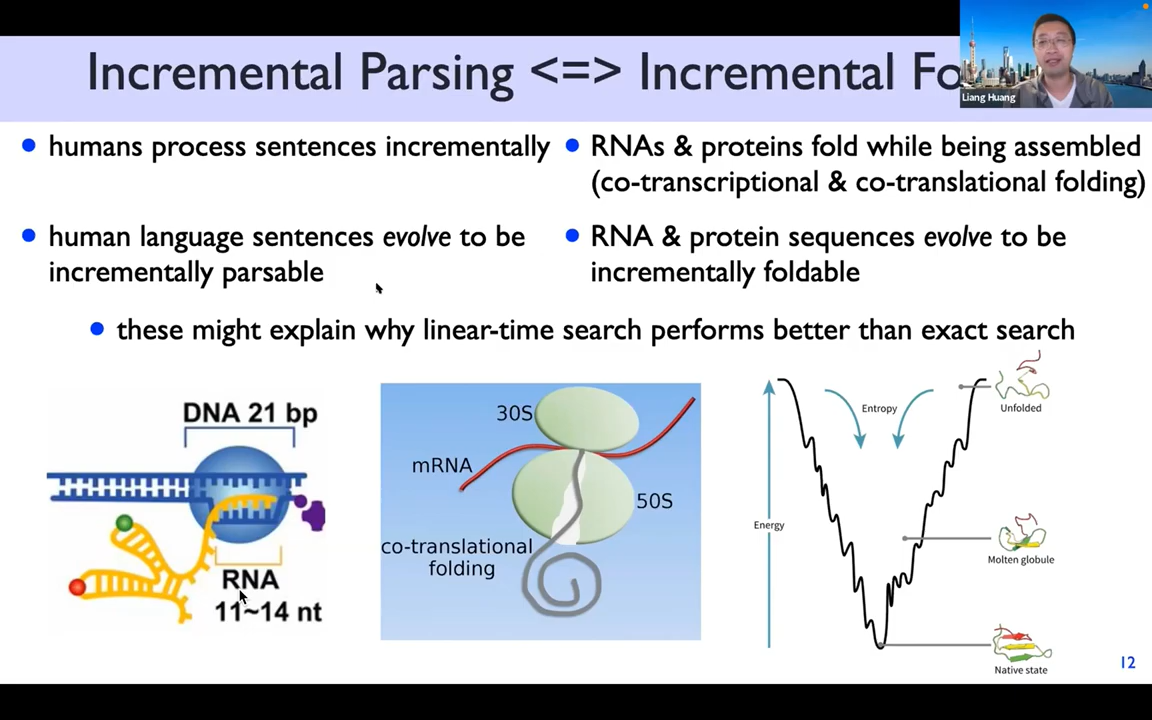 Incremental Parsing <=> Incremental
Liang Huang
• humans process sentences incrementally
• RNAs & proteins fold while being assembled
(co-transcriptional & co-translational folding)
• human language sentences evolve to be
incrementally parsable
• RNA & protein sequences evolve to be
incrementally foldable
• these might explain why linear-time search performs better than exact search
DNA 21 bp
RNA
11~14 nt
30S
mRNA
50S
co-translational
folding
Entropy
Energy
Unfolded
Molten globule
Native state
12